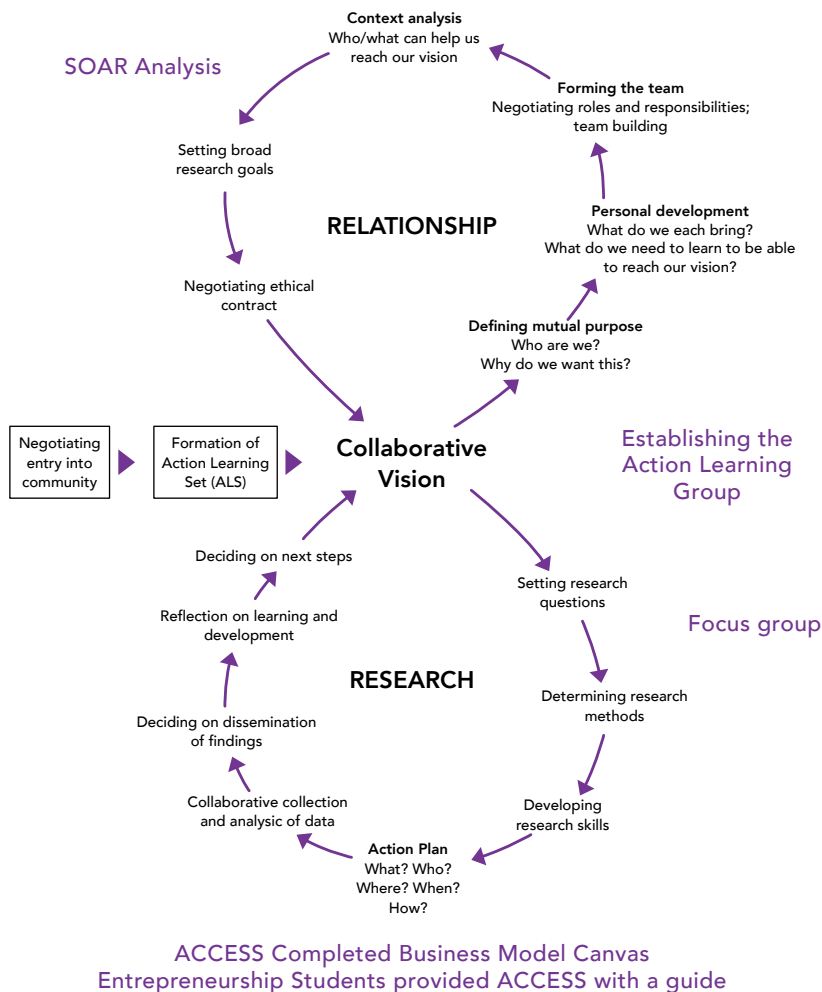 Context analysis
Who/what can help us
reach our vision
SOAR Analysis
Forming the team
Negotiating roles and responsibilities;
team building
Setting broad
research goals
RELATIONSHIP
Personal development
What do we each bring?
What do we need to learn to be able
to reach our vision?
Negotiating ethical
contract
Defining mutual purpose
Who are we?
Why do we want this?
Negotiating
entry into
community
Formation of
Action Learning
Set (ALS)
Collaborative
Vision
Establishing the
Action Learning
Group
Deciding on next steps
Setting research
questions
Reflection on learning and
development
Focus group
RESEARCH
Determining research
methods
Deciding on dissemination
of findings
Collaborative collection
and analysic of data
Developing
research skills
Action Plan
What? Who?
Where? When?
How?
ACCESS Completed Business Model Canvas
Entrepreneurship Students provided ACCESS with a guide